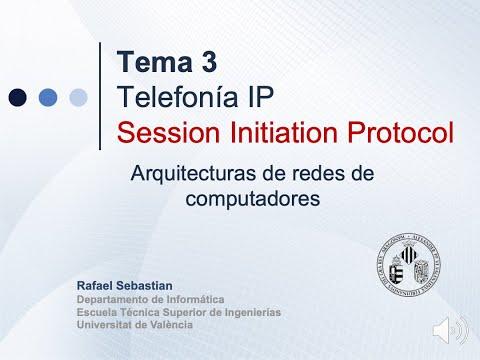 Tema 3
Telefonía IP
Session Initiation Protocol
Arquitecturas de redes de
computadores
Rafael Sebastian
Departamento de Informática
Escuela Técnica Superior de Ingenierías
Universitat de València